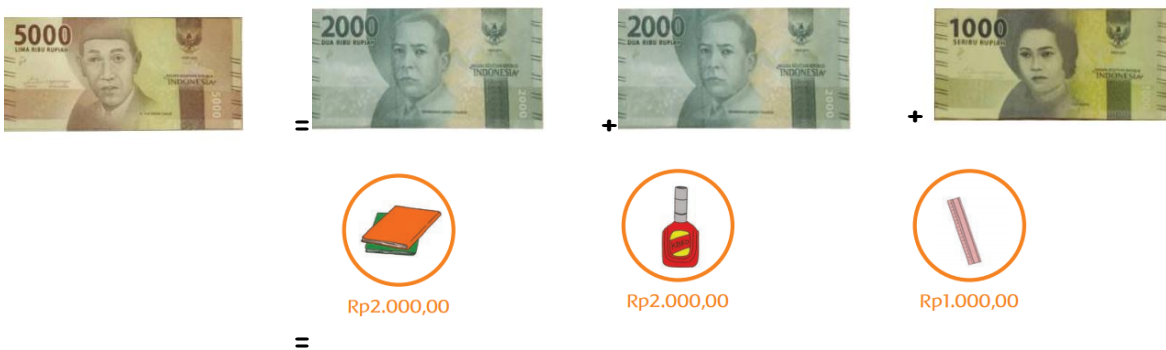 5000
LIMA RIBU RUPIAH
INDONESIA
5000
=
2000
DUA RIBU RUPIAH
INDONESIA
2000
+
2000
DUA RIBU RUPIAH
INDONESIA
2000
+
1000
SERIBU RUPIAH
INDONESIA
Rp2.000,00
Rp2.000,00
Rp1.000,00
=